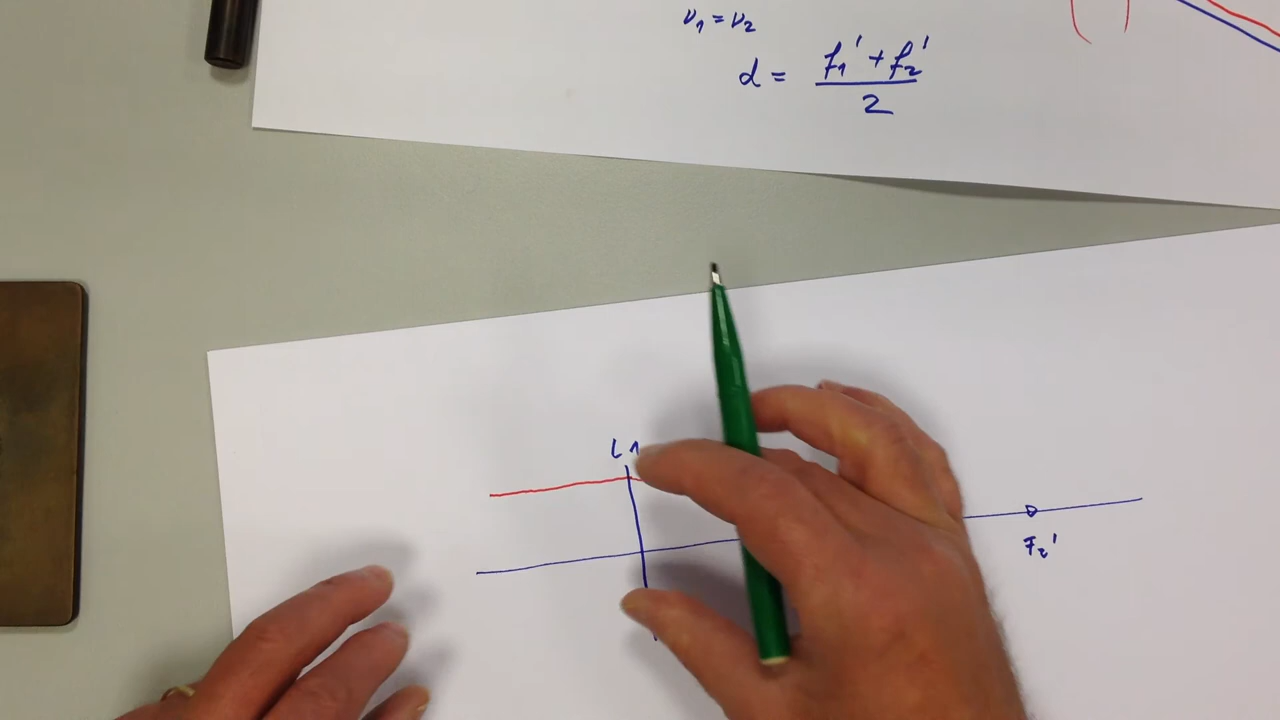 ν₁ = ν₂
d = (f₁' + f₂') / 2
L1
F₂'